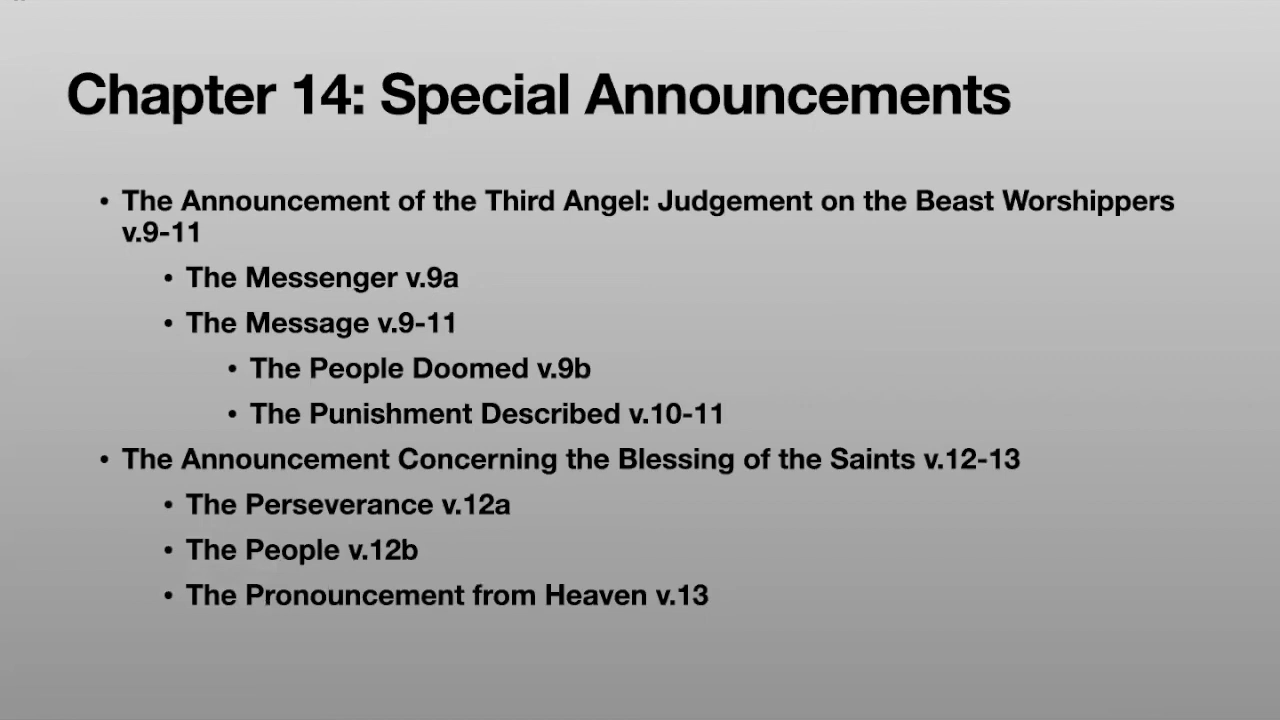 Chapter 14: Special Announcements
• The Announcement of the Third Angel: Judgement on the Beast Worshippers
v.9-11
• The Messenger v.9a
• The Message v.9-11
• The People Doomed v.9b
• The Punishment Described v.10-11
• The Announcement Concerning the Blessing of the Saints v.12-13
• The Perseverance v.12a
• The People v.12b
• The Pronouncement from Heaven v.13